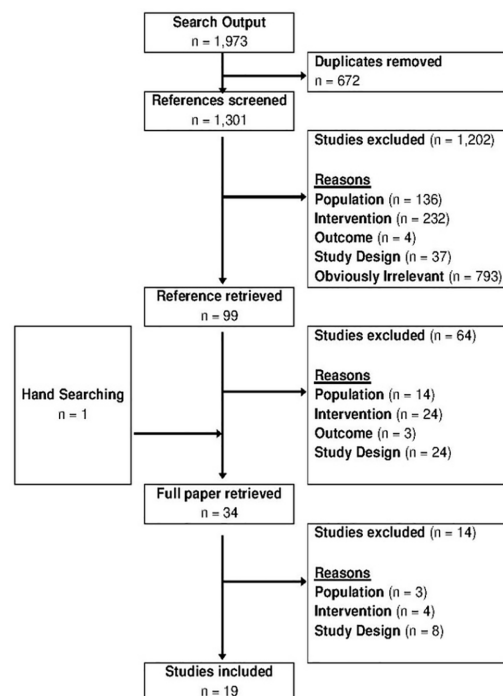 Search Output
n = 1,973
Duplicates removed
n = 672
References screened
n = 1,301
Studies excluded (n = 1,202)
Reasons
Population (n = 136)
Intervention (n = 232)
Outcome (n = 4)
Study Design (n = 37)
Obviously Irrelevant (n = 793)
Reference retrieved
n = 99
Studies excluded (n = 64)
Reasons
Population (n = 14)
Intervention (n = 24)
Outcome (n = 3)
Study Design (n = 24)
Hand Searching
n = 1
Full paper retrieved
n = 34
Studies excluded (n = 14)
Reasons
Population (n = 3)
Intervention (n = 4)
Study Design (n = 8)
Studies included
n = 19